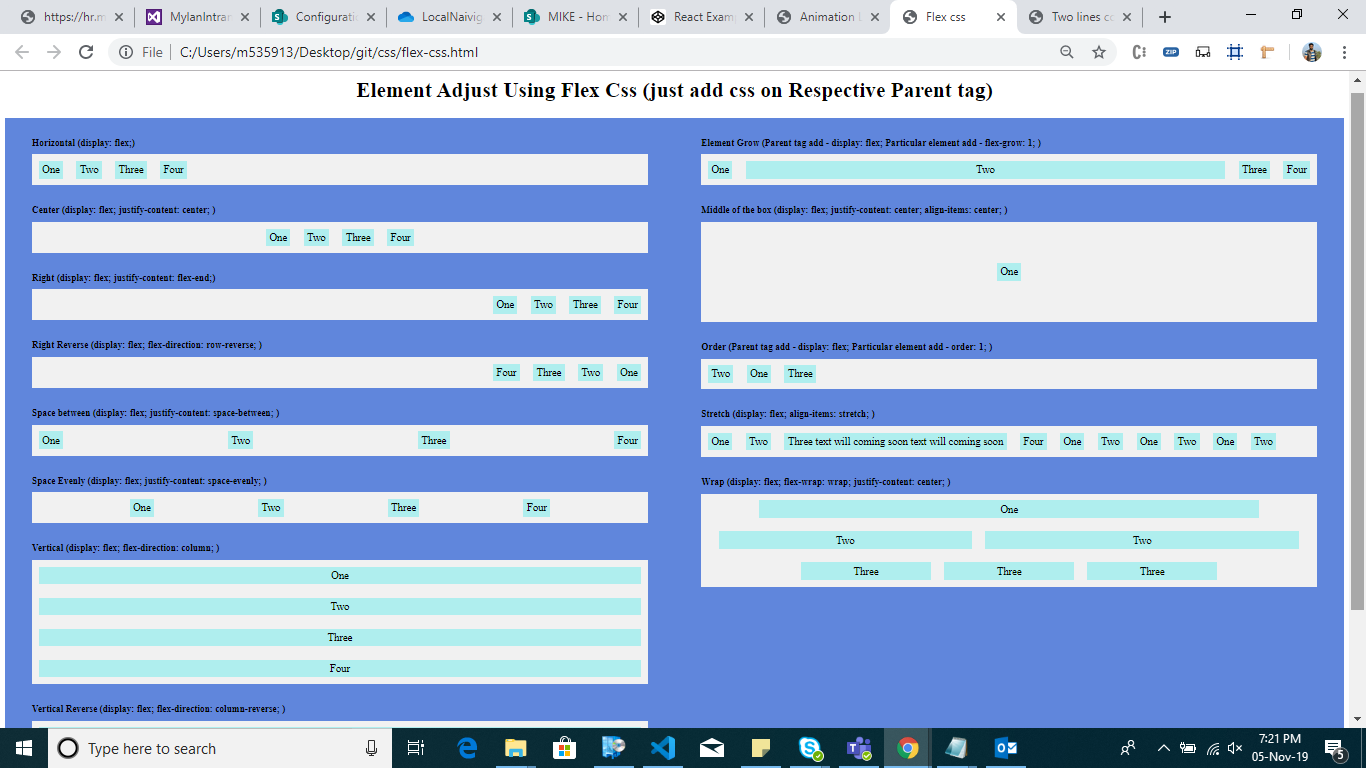 https://hr.m
MylanIntran
Configuratio
LocalNaivig
MIKE - Hom
React Examp
Animation
Flex css
Two lines co
File C:/Users/m535913/Desktop/git/css/flex-css.html
ZIP
Element Adjust Using Flex Css (just add css on Respective Parent tag)
Horizontal (display: flex;)
One Two Three Four
Center (display: flex; justify-content: center; )
One Two Three Four
Right (display: flex; justify-content: flex-end;)
One Two Three Four
Right Reverse (display: flex; flex-direction: row-reverse; )
Four Three Two One
Space between (display: flex; justify-content: space-between; )
One Two Three Four
Space Evenly (display: flex; justify-content: space-evenly; )
One Two Three Four
Vertical (display: flex; flex-direction: column; )
One
Two
Three
Four
Vertical Reverse (display: flex; flex-direction: column-reverse; )
Element Grow (Parent tag add - display: flex; Particular element add - flex-grow: 1; )
One Two Three Four
Middle of the box (display: flex; justify-content: center; align-items: center; )
One
Order (Parent tag add - display: flex; Particular element add - order: 1; )
Two One Three
Stretch (display: flex; align-items: stretch; )
One Two Three text will coming soon text will coming soon Four One Two One Two One Two
Wrap (display: flex; flex-wrap: wrap; justify-content: center; )
One
Two Two
Three Three Three
Type here to search
7:21 PM
05-Nov-19
5